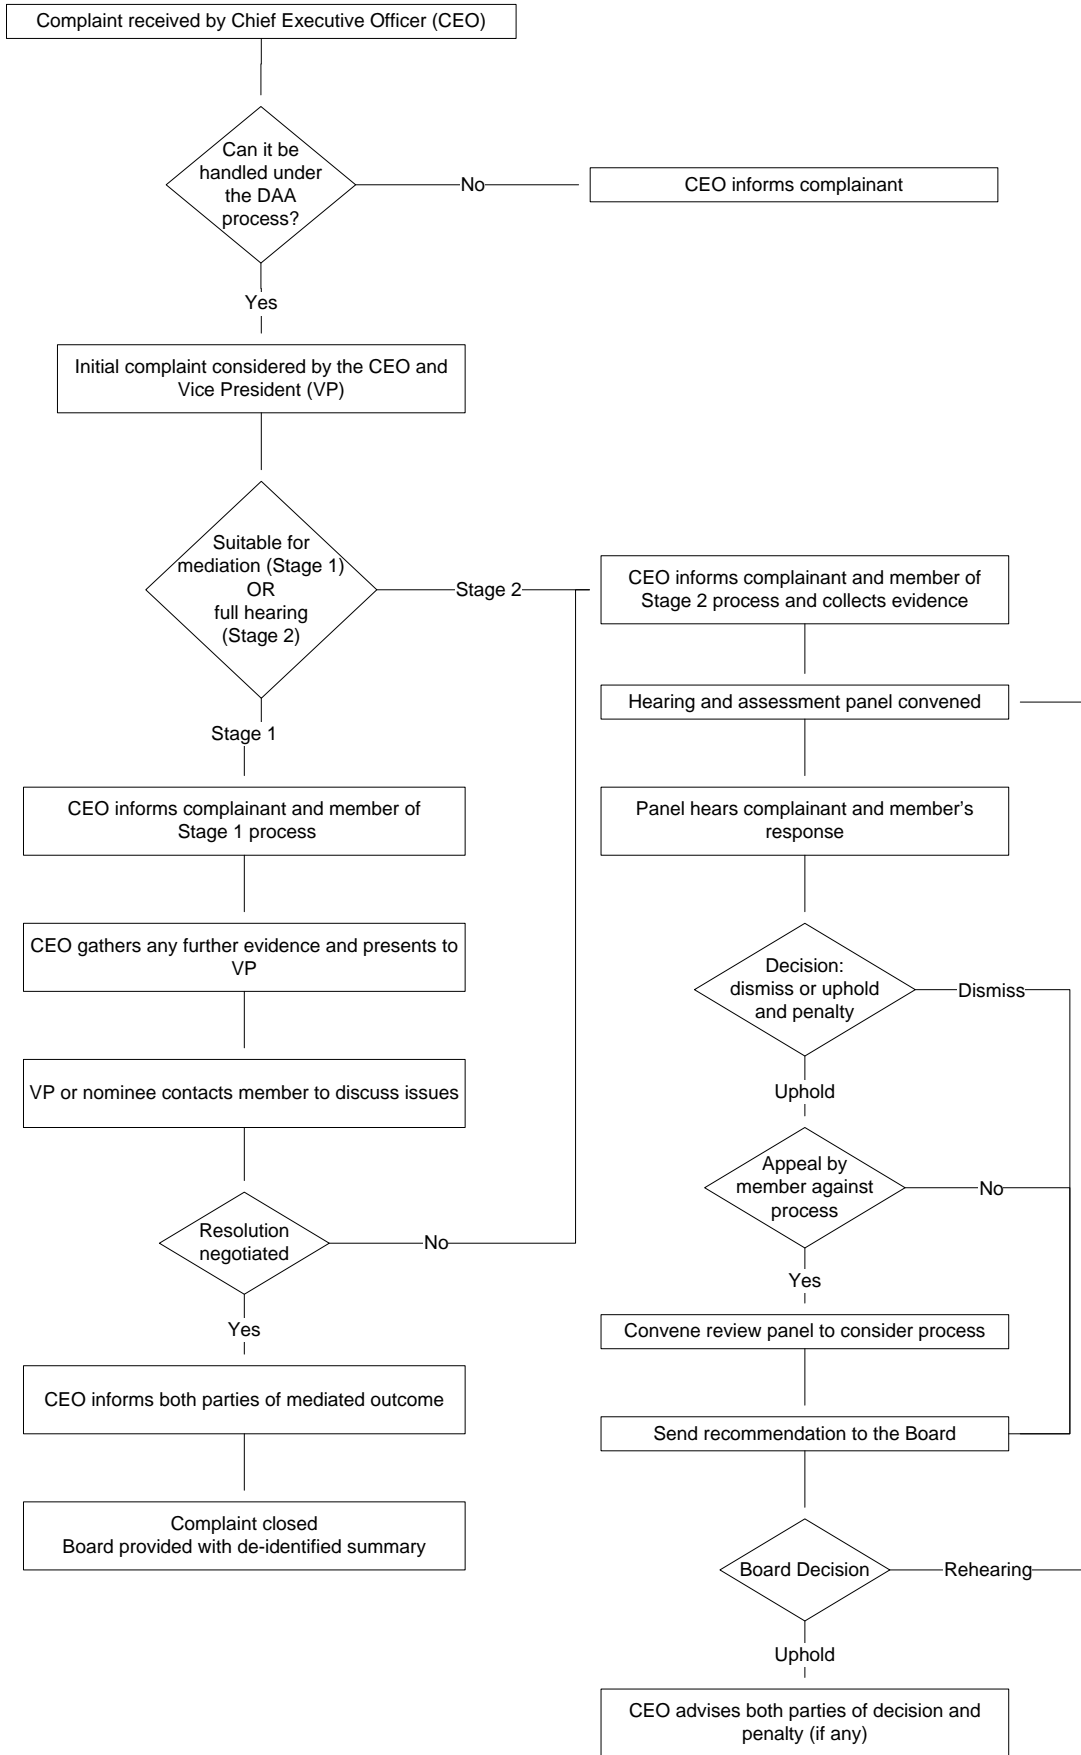 Complaint received by Chief Executive Officer (CEO)
Can it be
handled under
the DAA
process?
No
CEO informs complainant
Yes
Initial complaint considered by the CEO and
Vice President (VP)
Suitable for
mediation (Stage 1)
OR
full hearing
(Stage 2)
Stage 2
Stage 1
CEO informs complainant and member of
Stage 1 process
CEO gathers any further evidence and presents to
VP
VP or nominee contacts member to discuss issues
Resolution
negotiated
No
Yes
CEO informs both parties of mediated outcome
Complaint closed
Board provided with de-identified summary
CEO informs complainant and member of
Stage 2 process and collects evidence
Hearing and assessment panel convened
Panel hears complainant and member’s
response
Decision:
dismiss or uphold
and penalty
Dismiss
Uphold
Appeal by
member against
process
No
Yes
Convene review panel to consider process
Send recommendation to the Board
Board Decision
Rehearing
Uphold
CEO advises both parties of decision and
penalty (if any)